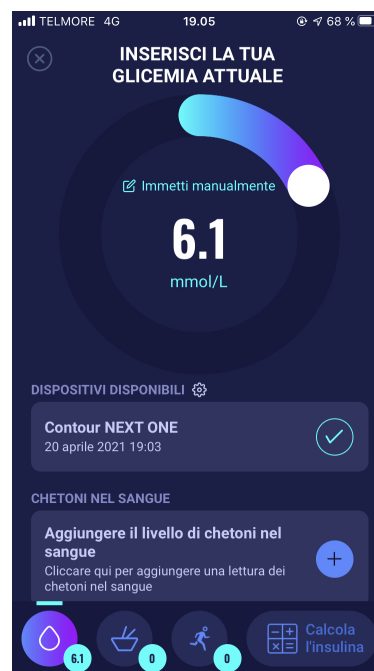 TELMORE 4G 19.05 68 %
INSERISCI LA TUA
GLICEMIA ATTUALE
Immetti manualmente
6.1
mmol/L
DISPOSITIVI DISPONIBILI
Contour NEXT ONE
20 aprile 2021 19:03
CHETONI NEL SANGUE
Aggiungere il livello di chetoni nel
sangue
Cliccare qui per aggiungere una lettura dei
chetoni nel sangue
6.1
0
0
Calcola
l'insulina